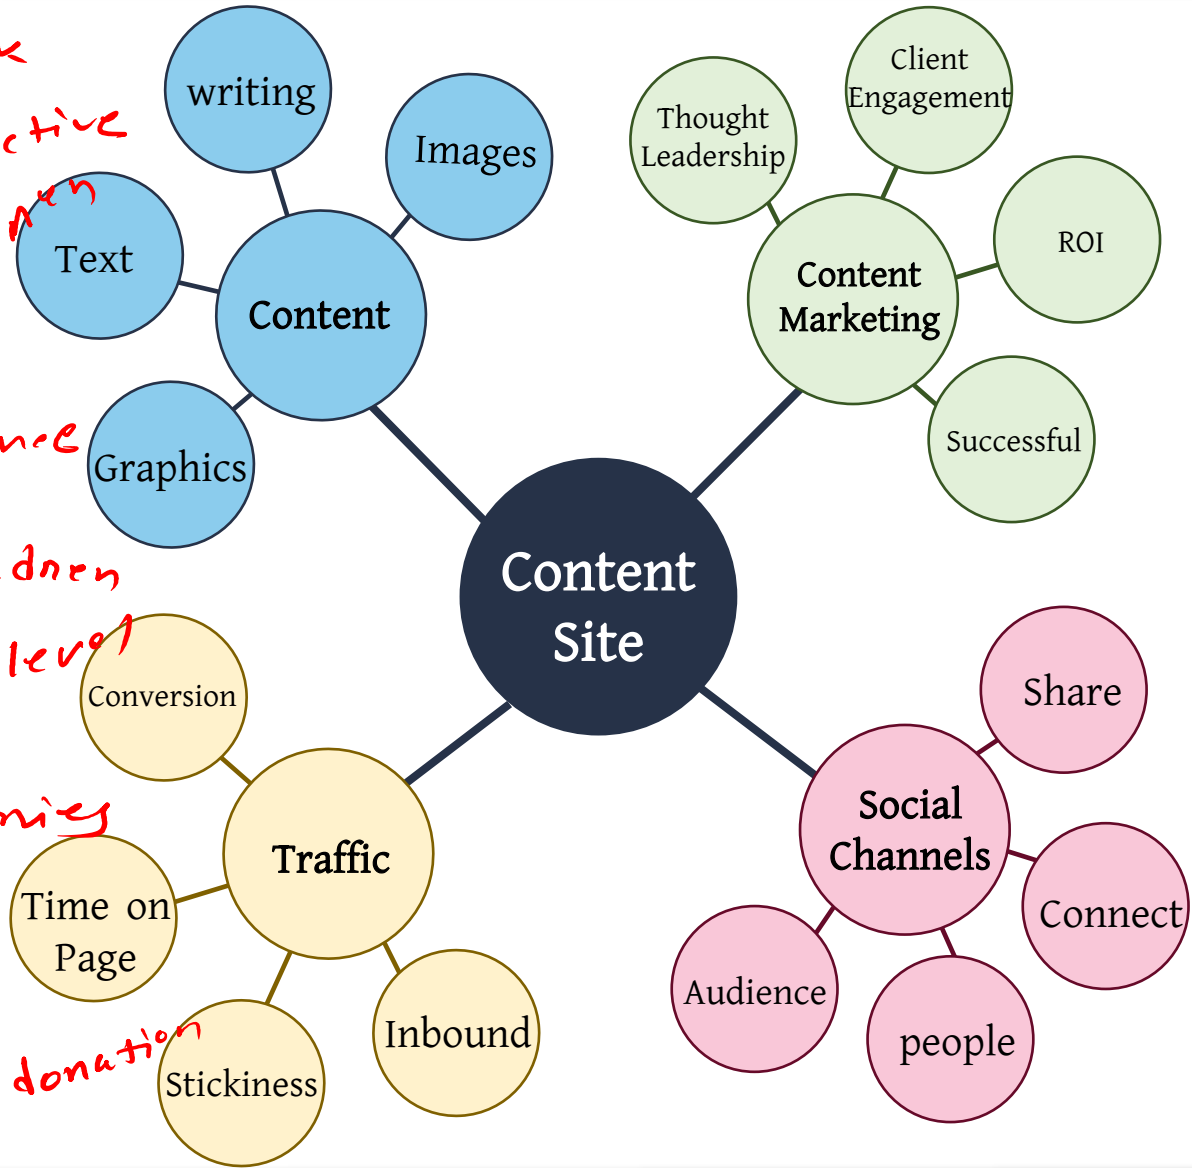 writing
Images
Text
Graphics
Content
Thought
Leadership
Client
Engagement
ROI
Successful
Content
Marketing
Content
Site
Conversion
Time on
Page
Stickiness
Inbound
Traffic
Share
Connect
people
Audience
Social
Channels
level
donation